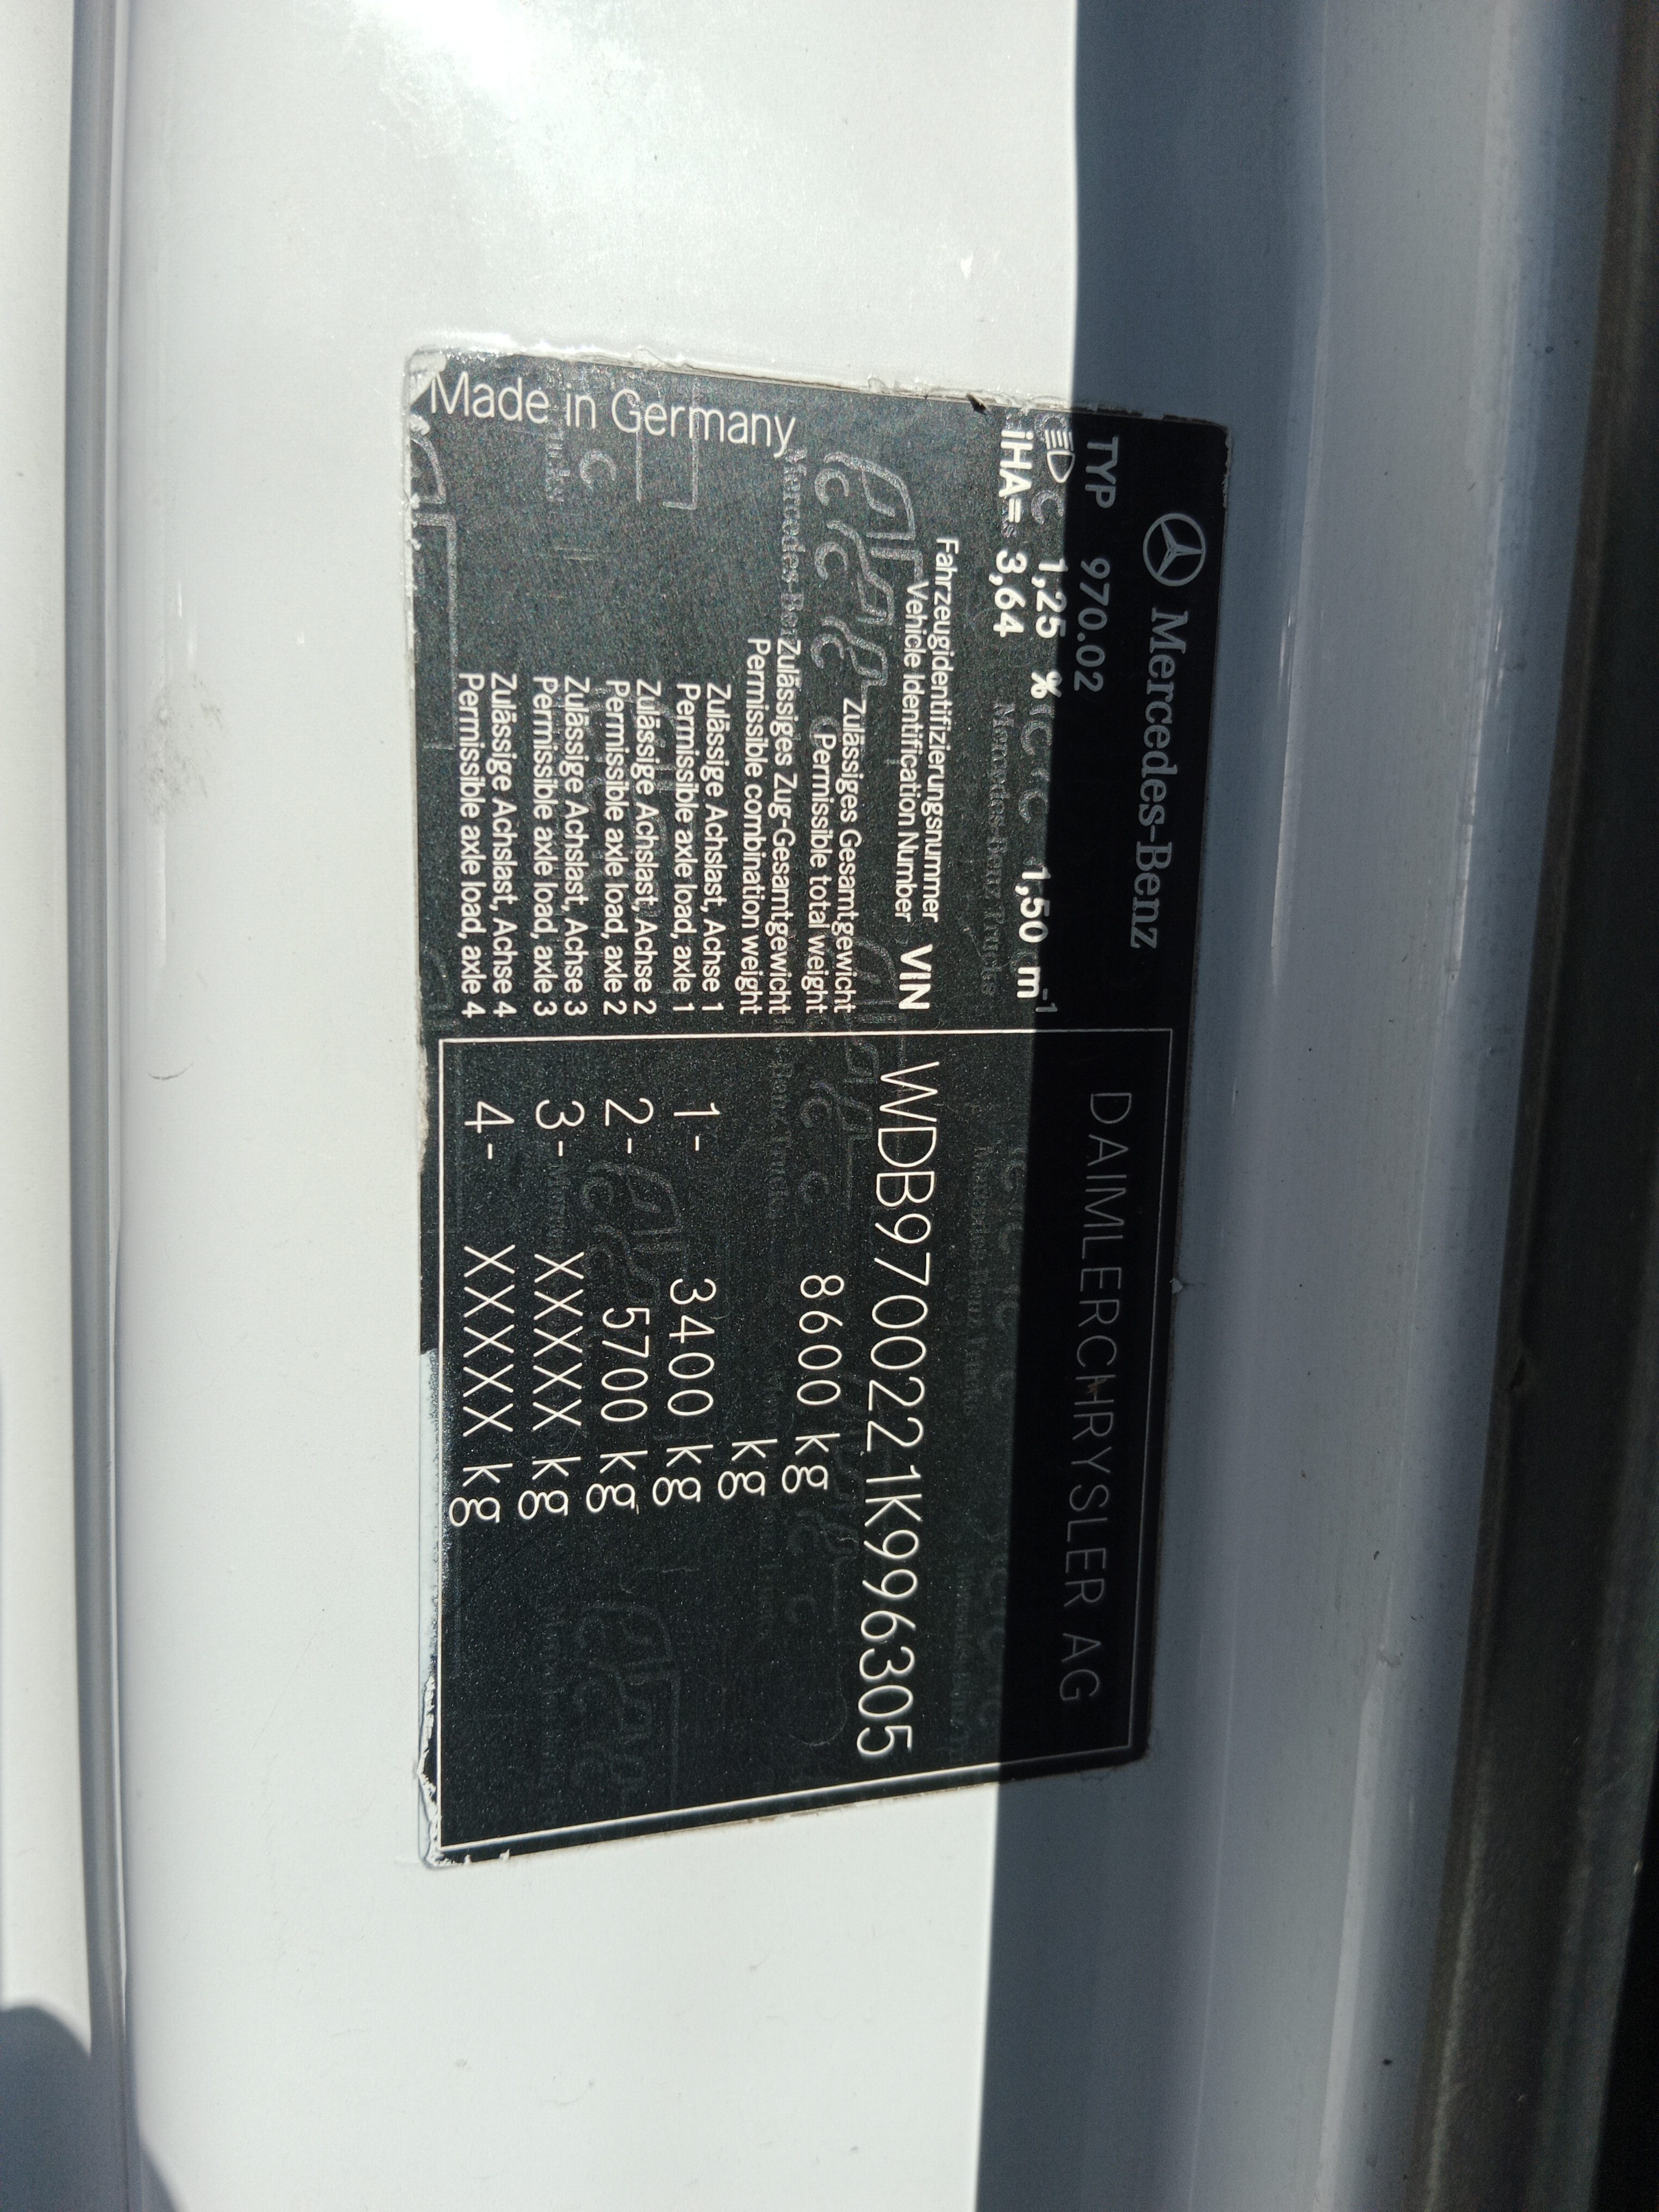 Mercedes-Benz
DAIMLERCHRYSLER AG
TYP 970.02
1,25 % 1,50 m-1
iHA= 3,64
Fahrzeugidentifizierungsnummer
Vehicle Identification Number VIN WDB9700221K996305
Zulässiges Gesamtgewicht
Permissible total weight 8600 kg
Zulässiges Zug-Gesamtgewicht
Permissible combination weight kg
Zulässige Achslast, Achse 1
Permissible axle load, axle 1 1- 3400 kg
Zulässige Achslast, Achse 2
Permissible axle load, axle 2 2- 5700 kg
Zulässige Achslast, Achse 3
Permissible axle load, axle 3 3- XXXXX kg
Zulässige Achslast, Achse 4
Permissible axle load, axle 4 4- XXXXX kg
Made in Germany